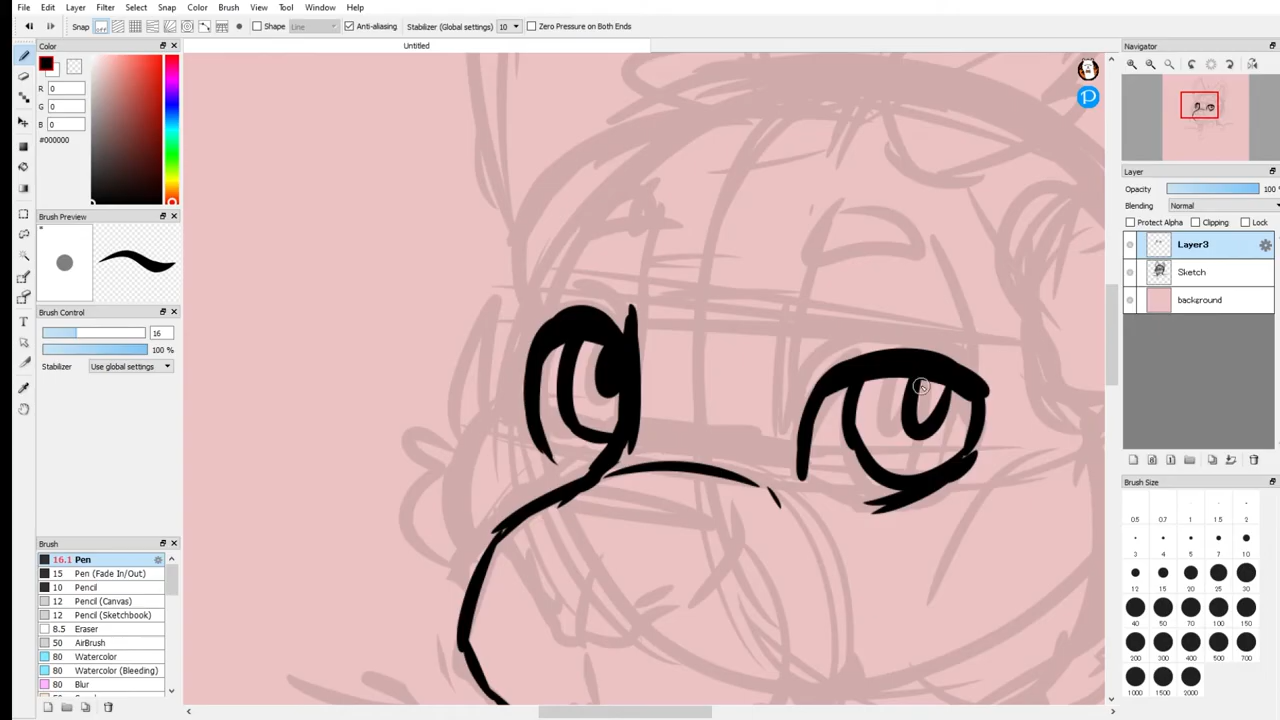 File Edit Layer Filter Select Snap Color Brush View Tool Window Help
Snap OFF Shape Line Anti-aliasing Stabilizer (Global settings) 10 Zero Pressure on Both Ends
Untitled
Color
R 0
G 0
B 0
#000000
Brush Preview
Brush Control
16
100 %
Stabilizer Use global settings
Brush
16.1 Pen
15 Pen (Fade In/Out)
10 Pencil
12 Pencil (Canvas)
12 Pencil (Sketchbook)
8.5 Eraser
50 AirBrush
80 Watercolor
80 Watercolor (Bleeding)
80 Blur
Navigator
Layer
Opacity 100
Blending Normal
Protect Alpha Clipping Lock
Layer3
Sketch
background
Brush Size
0.5 0.7 1 1.5 2
3 4 5 7 10
12 15 20 25 30
40 50 70 100 150
200 300 400 500 700
1000 1500 2000